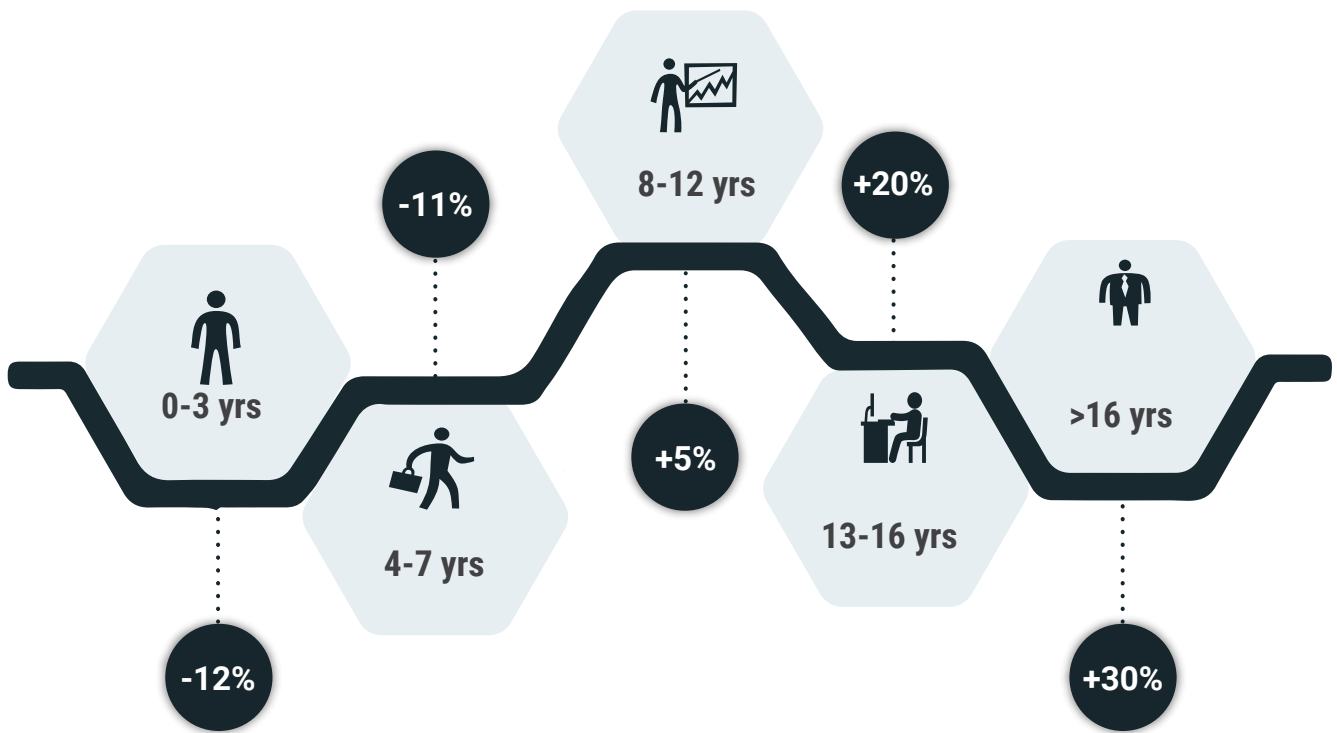 8-12 yrs
+20%
-11%
0-3 yrs
>16 yrs
+5%
13-16 yrs
4-7 yrs
-12%
+30%